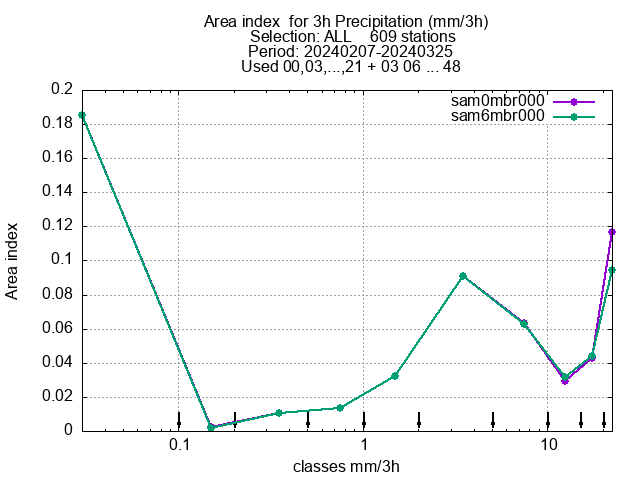 Area index  for 3h Precipitation (mm/3h)
Selection: ALL    609 stations
Period: 20240207-20240325
Used 00,03,...,21 + 03 06 ... 48
sam0mbr000
sam6mbr000
0.2
0.18
0.16
0.14
0.12
0.1
0.08
0.06
0.04
0.02
0
Area index
0.1 1 10
classes mm/3h